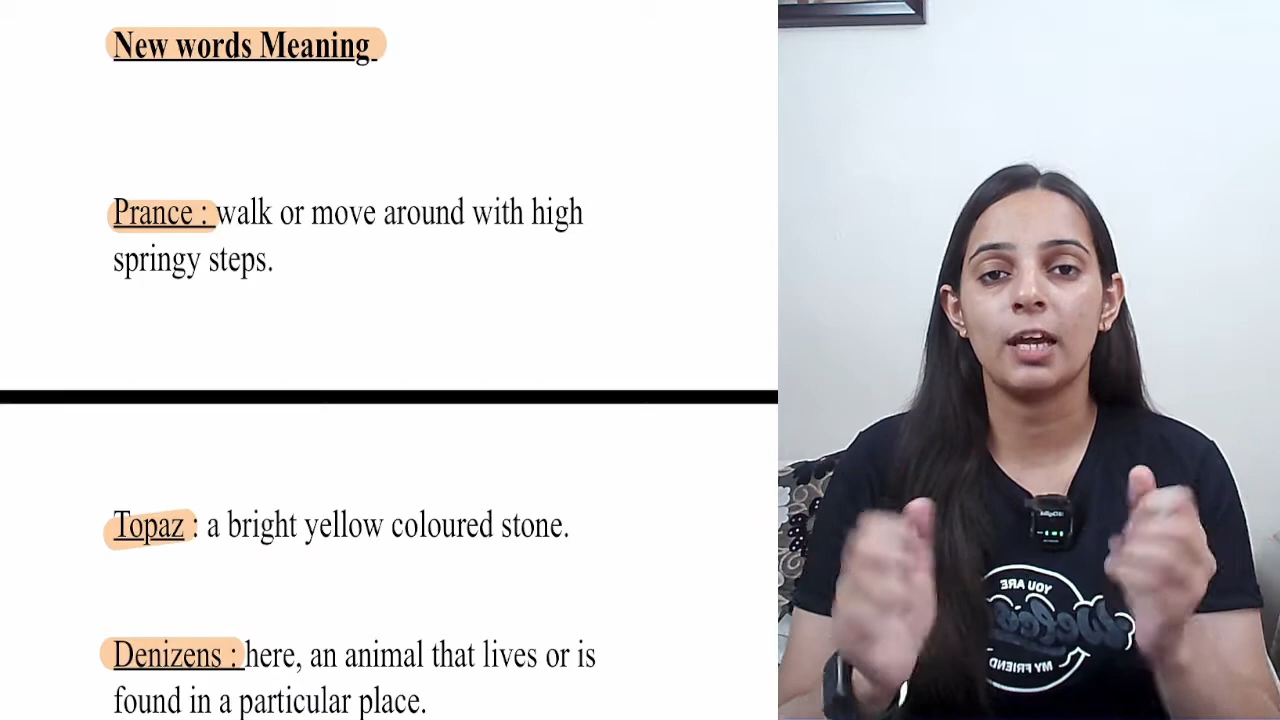 New words Meaning
Prance : walk or move around with high
springy steps.
Topaz : a bright yellow coloured stone.
Denizens : here, an animal that lives or is
found in a particular place.
YOU ARE
Welcome
MY FRIEND